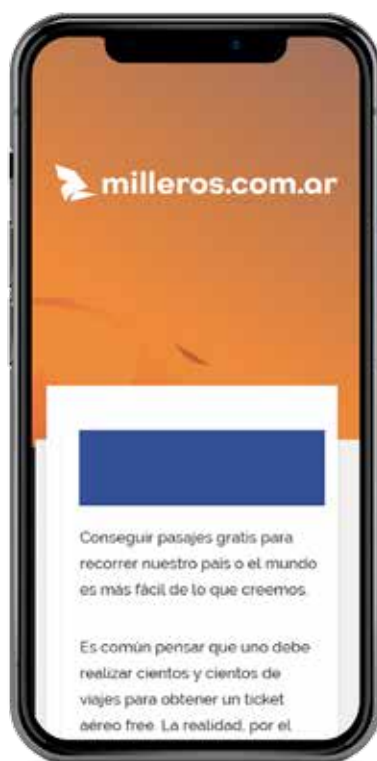 milleros.com.ar
Conseguir pasajes gratis para
recorrer nuestro país o el mundo
es más fácil de lo que creemos.
Es común pensar que uno debe
realizar cientos y cientos de
viajes para obtener un ticket
aéreo free. La realidad, por el